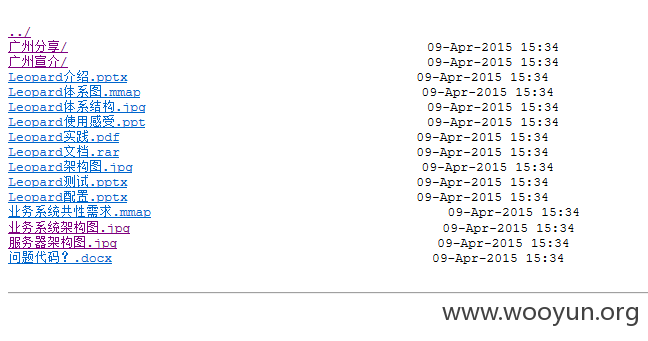 ../
广州分享/ 09-Apr-2015 15:34
广州宣介/ 09-Apr-2015 15:34
Leopard介绍.pptx 09-Apr-2015 15:34
Leopard体系图.mmap 09-Apr-2015 15:34
Leopard体系结构.jpg 09-Apr-2015 15:34
Leopard使用感受.ppt 09-Apr-2015 15:34
Leopard实践.pdf 09-Apr-2015 15:34
Leopard文档.rar 09-Apr-2015 15:34
Leopard架构图.jpg 09-Apr-2015 15:34
Leopard测试.pptx 09-Apr-2015 15:34
Leopard配置.pptx 09-Apr-2015 15:34
业务系统共性需求.mmap 09-Apr-2015 15:34
业务系统架构图.jpg 09-Apr-2015 15:34
服务器架构图.jpg 09-Apr-2015 15:34
问题代码？.docx 09-Apr-2015 15:34
www.wooyun.org